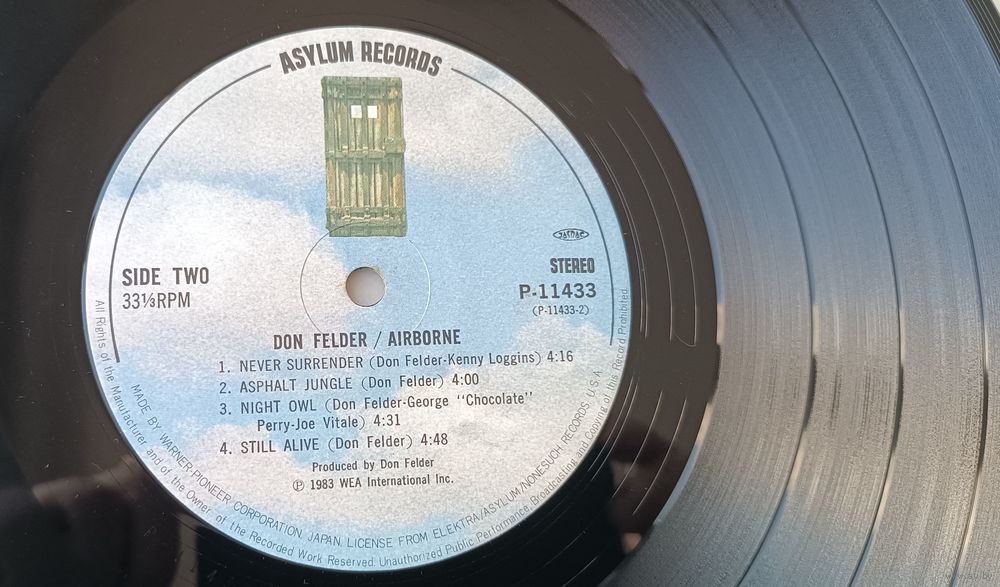 ASYLUM RECORDS
JASRAC
SIDE TWO
33⅓RPM
STEREO
P-11433
(P-11433-2)
DON FELDER / AIRBORNE
1. NEVER SURRENDER (Don Felder-Kenny Loggins) 4:16
2. ASPHALT JUNGLE (Don Felder) 4:00
3. NIGHT OWL (Don Felder-George “Chocolate”
Perry-Joe Vitale) 4:31
4. STILL ALIVE (Don Felder) 4:48
Produced by Don Felder
Ⓟ 1983 WEA International Inc.
MADE BY WARNER-PIONEER CORPORATION. JAPAN. LICENSE FROM ELEKTRA/ASYLUM/NONESUCH RECORDS, U.S.A.
All Rights of the Manufacturer and of the Owner of the Recorded Work Reserved. Unauthorized Public Performance, Broadcasting and Copying of this Record Prohibited.